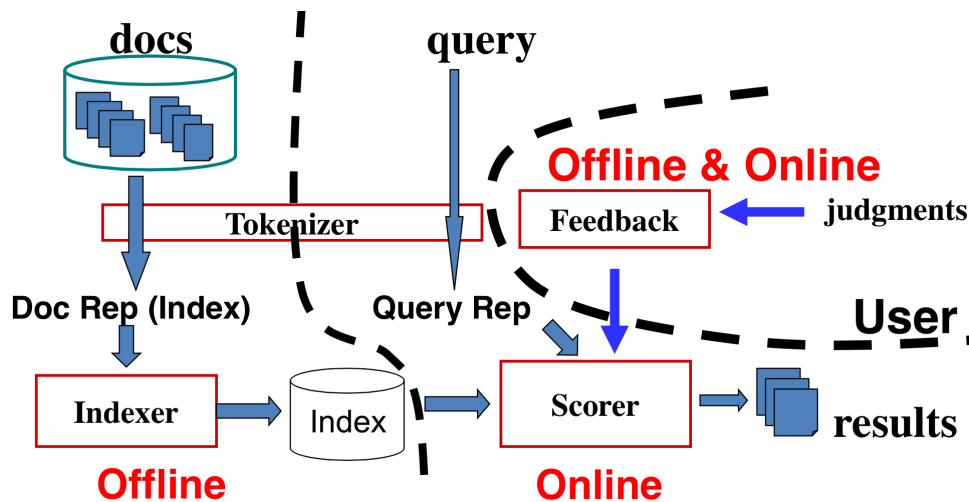 docs
query
Offline & Online
Tokenizer
Feedback
judgments
Doc Rep (Index)
Query Rep
User
Indexer
Index
Scorer
results
Offline
Online